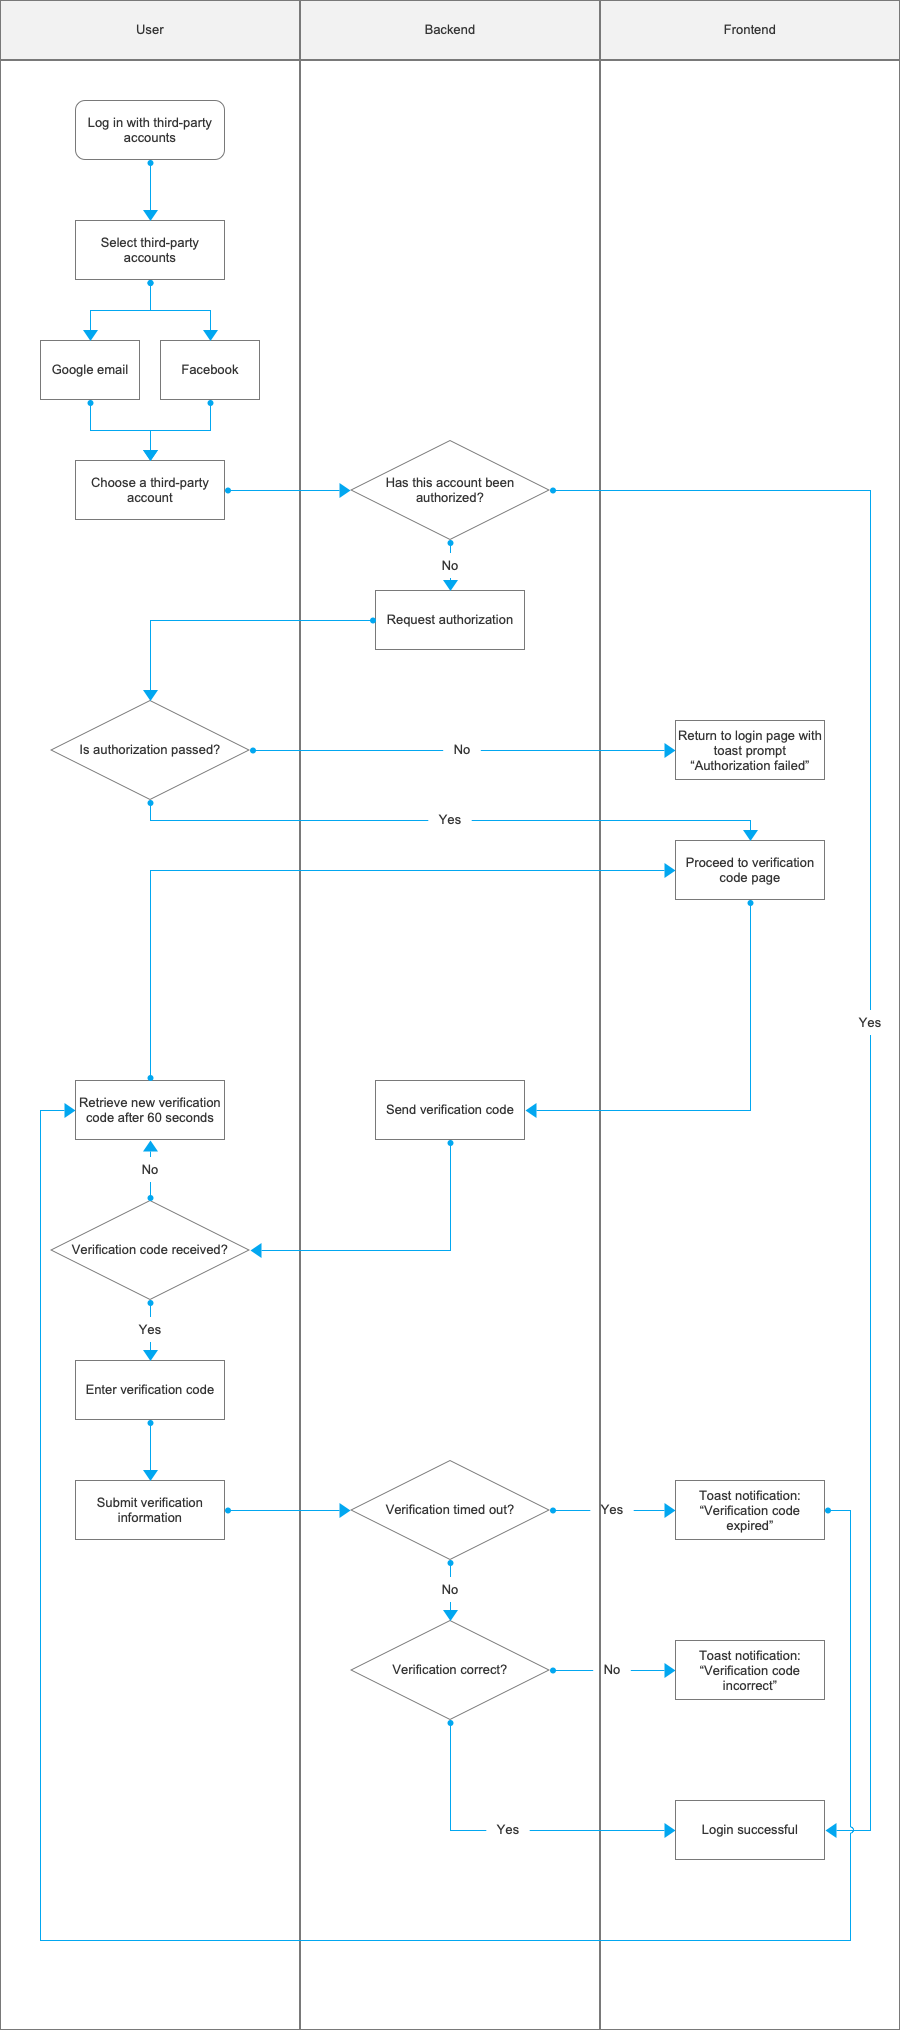 User
Backend
Frontend
Log in with third-party
accounts
Select third-party
accounts
Google email
Facebook
Choose a third-party
account
Has this account been
authorized?
No
Request authorization
Is authorization passed?
No
Return to login page with
toast prompt
“Authorization failed”
Yes
Proceed to verification
code page
Yes
Retrieve new verification
code after 60 seconds
Send verification code
No
Verification code received?
Yes
Enter verification code
Submit verification
information
Verification timed out?
Yes
Toast notification:
“Verification code
expired”
No
Verification correct?
No
Toast notification:
“Verification code
incorrect”
Yes
Login successful